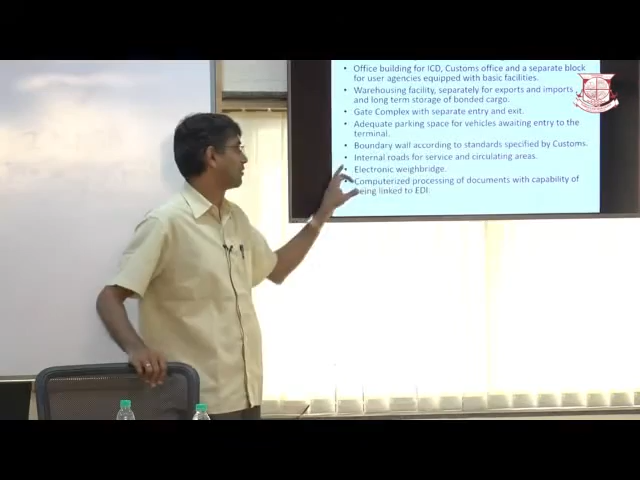 • Office building for ICD, Customs office and a separate block
for user agencies equipped with basic facilities.
• Warehousing facility, separately for exports and imports
and long term storage of bonded cargo.
• Gate Complex with separate entry and exit.
• Adequate parking space for vehicles awaiting entry to the
terminal.
• Boundary wall according to standards specified by Customs.
• Internal roads for service and circulating areas.
• Electronic weighbridge.
• Computerized processing of documents with capability of
being linked to EDI